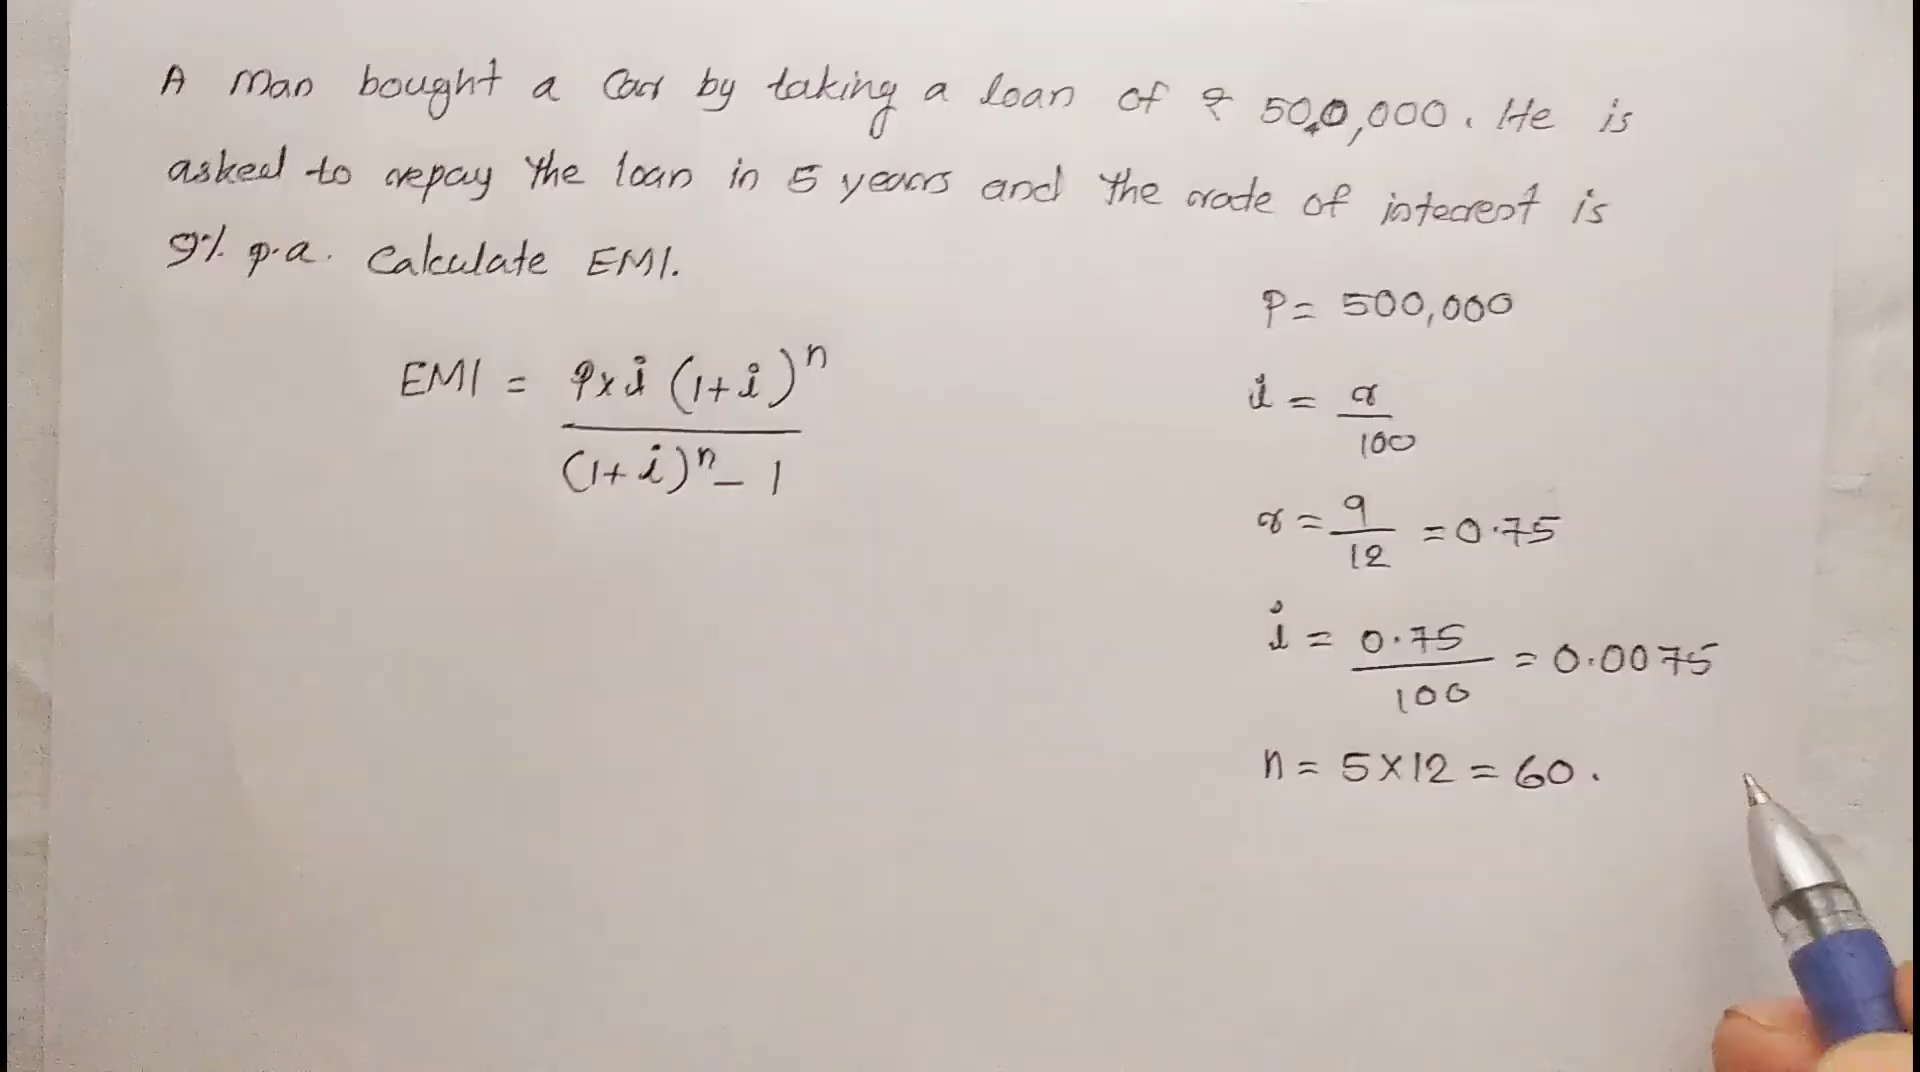 A Man bought a Car by taking a loan of ₹ 500,000. He is
asked to repay the loan in 5 years and the rate of interest is
9% p.a. Calculate EMI.
P = 500,000
EMI = P x i (1+i)^n / (1+i)^n - 1
i = r / 100
r = 9 / 12 = 0.75
i = 0.75 / 100 = 0.0075
n = 5 X 12 = 60.